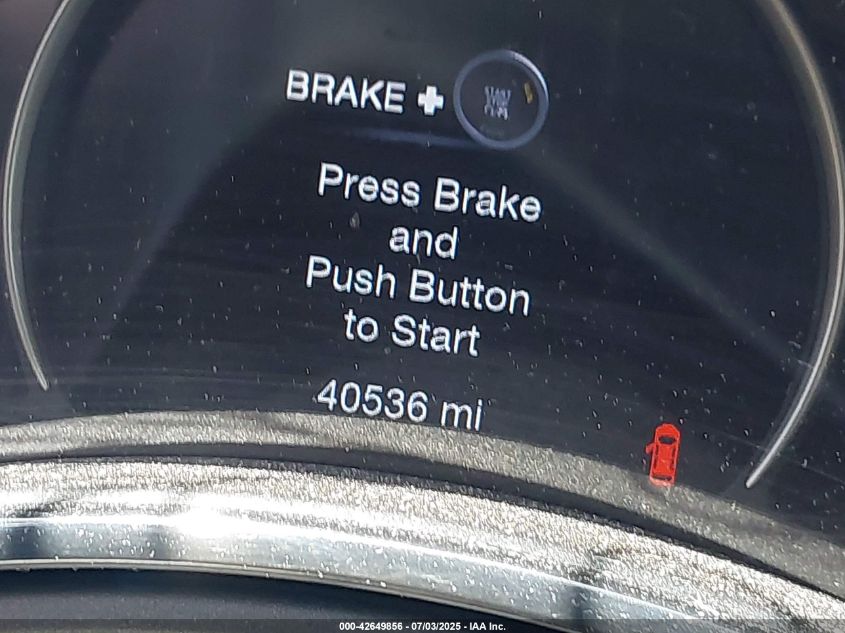 BRAKE +
Press Brake
and
Push Button
to Start
40536 mi
000-42649856 - 07/03/2025 - IAA Inc.